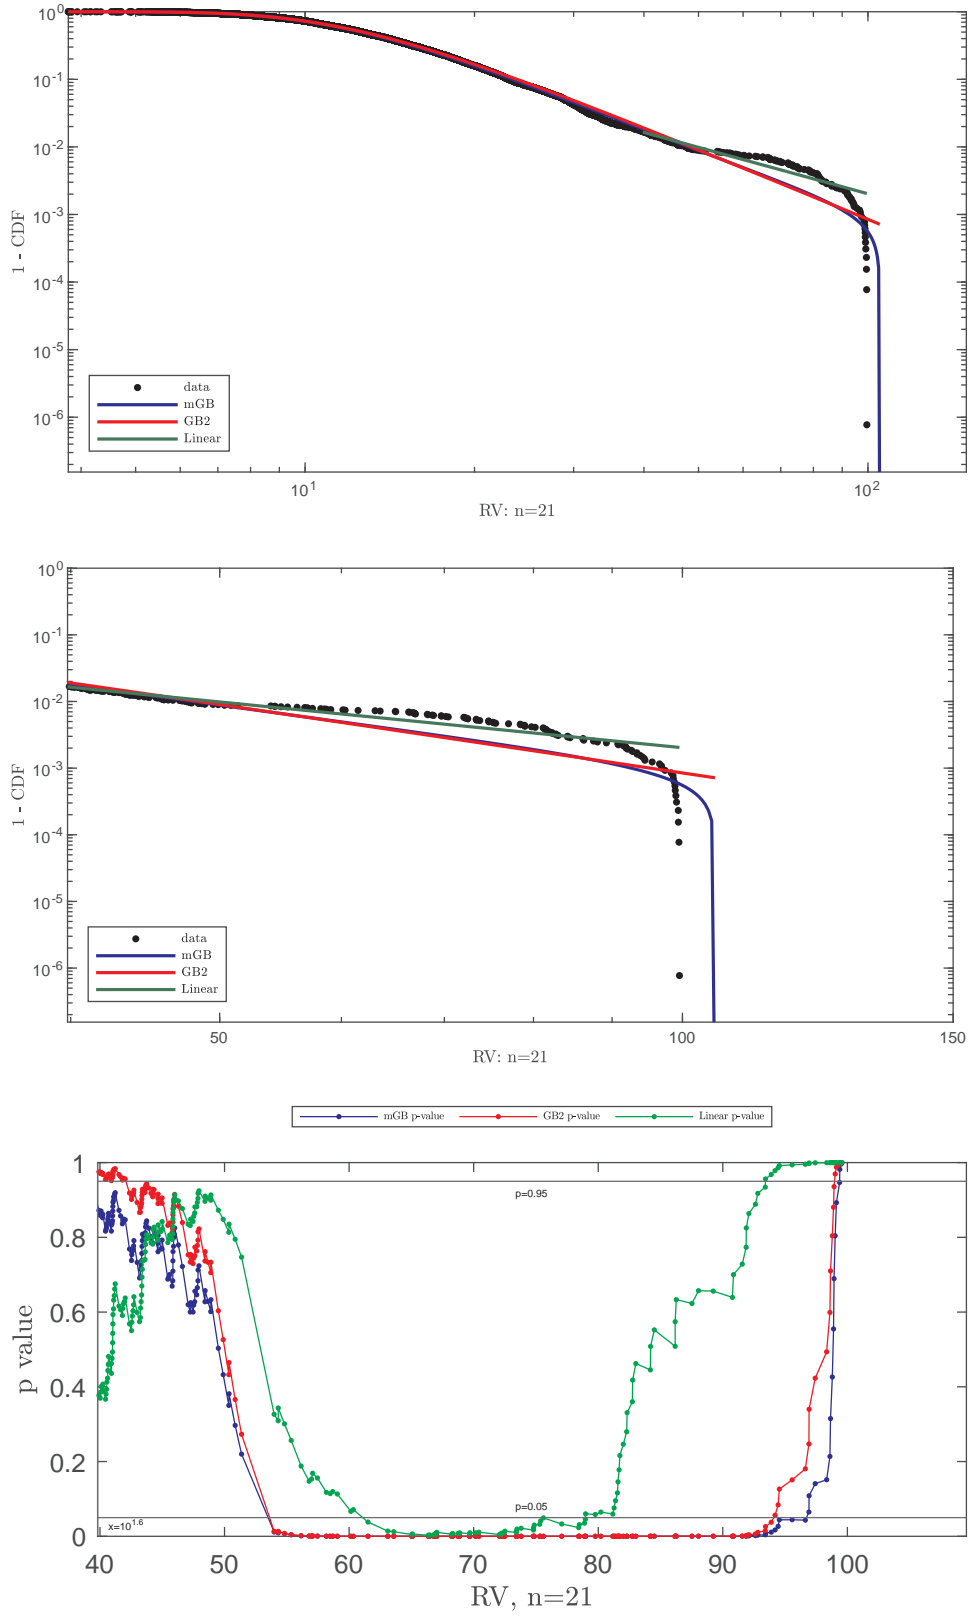 10^0
10^-1
10^-2
10^-3
10^-4
10^-5
10^-6
1 - CDF
data
mGB
GB2
Linear
10^1
10^2
RV: n=21
10^0
10^-1
10^-2
10^-3
10^-4
10^-5
10^-6
1 - CDF
data
mGB
GB2
Linear
50
100
150
RV: n=21
mGB p-value GB2 p-value Linear p-value
1
0.8
0.6
0.4
0.2
0
p value
p=0.95
p=0.05
x=10^1.6
40 50 60 70 80 90 100
RV, n=21